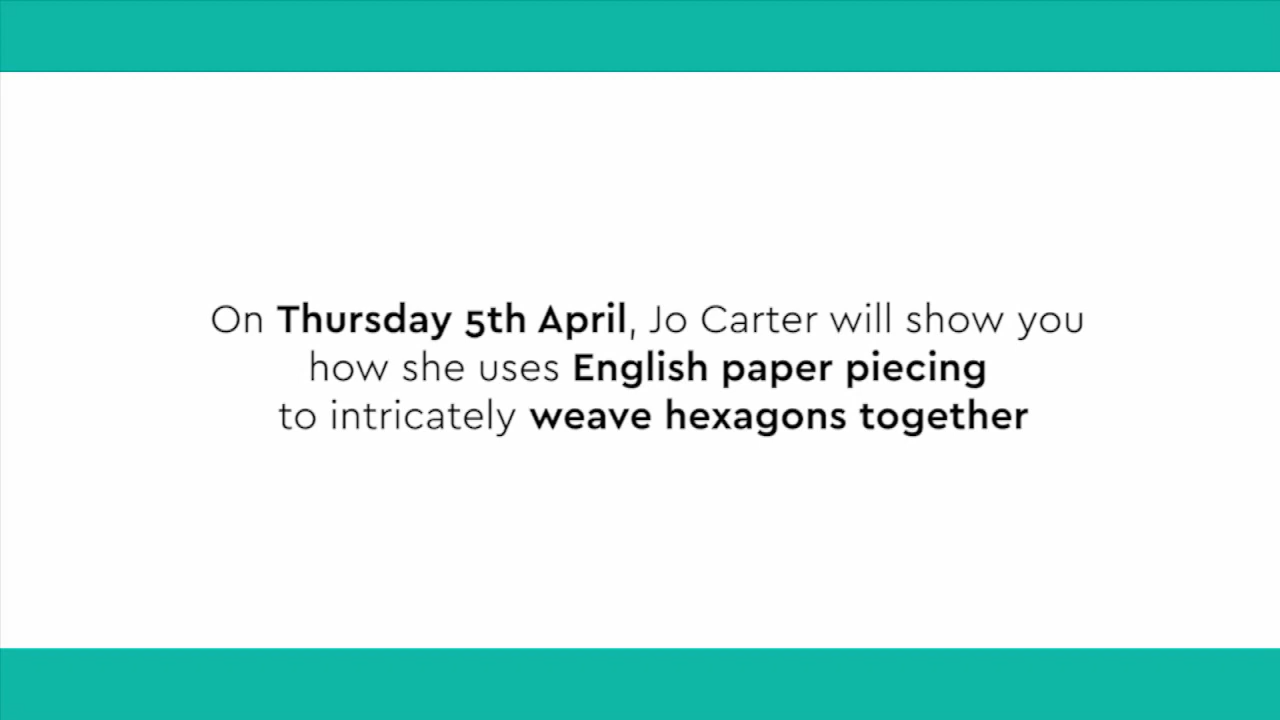 On Thursday 5th April, Jo Carter will show you
how she uses English paper piecing
to intricately weave hexagons together